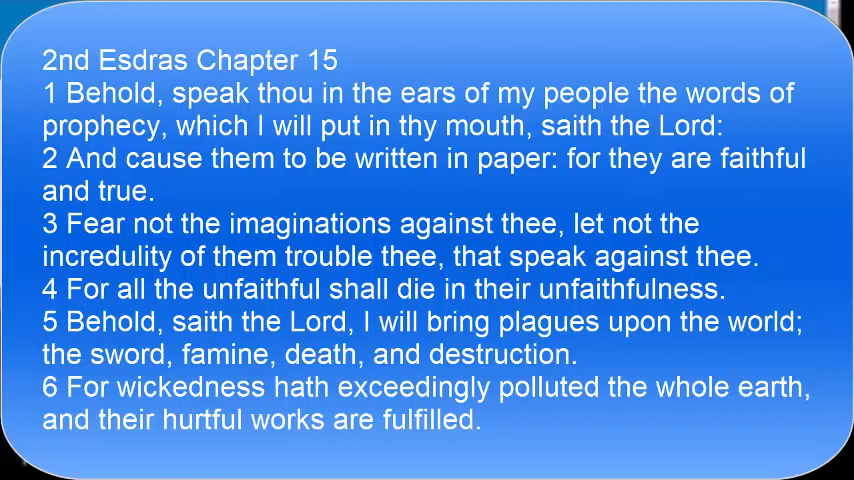 2nd Esdras Chapter 15
1 Behold, speak thou in the ears of my people the words of
prophecy, which I will put in thy mouth, saith the Lord:
2 And cause them to be written in paper: for they are faithful
and true.
3 Fear not the imaginations against thee, let not the
incredulity of them trouble thee, that speak against thee.
4 For all the unfaithful shall die in their unfaithfulness.
5 Behold, saith the Lord, I will bring plagues upon the world;
the sword, famine, death, and destruction.
6 For wickedness hath exceedingly polluted the whole earth,
and their hurtful works are fulfilled.